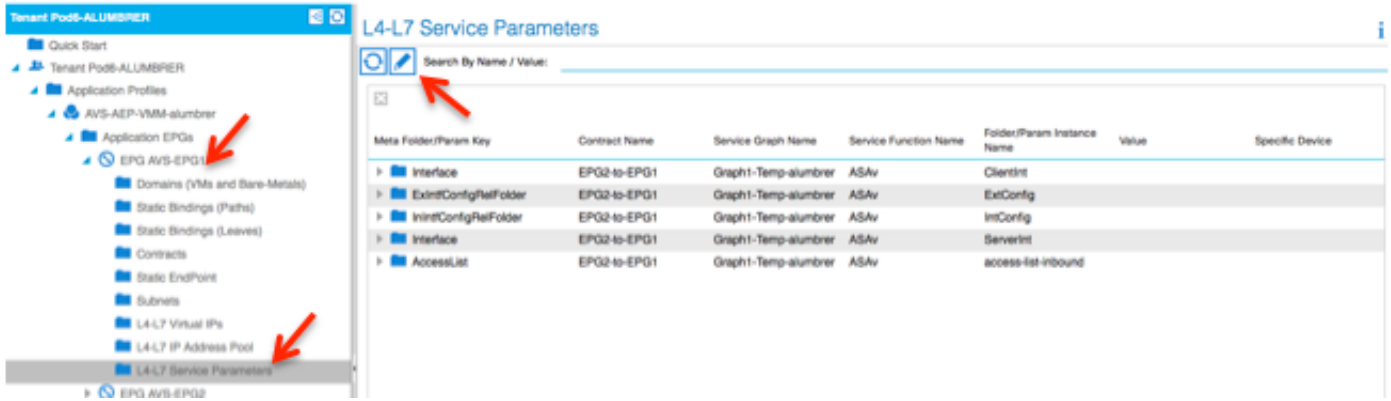 Tenant Pod6-ALUMBRER
Quick Start
Tenant Pod6-ALUMBRER
Application Profiles
AVS-AEP-VMM-alumbrer
Application EPGs
EPG AVS-EPG1
Domains (VMs and Bare-Metals)
Static Bindings (Paths)
Static Bindings (Leaves)
Contracts
Static EndPoint
Subnets
L4-L7 Virtual IPs
L4-L7 IP Address Pool
L4-L7 Service Parameters
EPG AVS-EPG2
L4-L7 Service Parameters
i
Search By Name / Value:
Meta Folder/Param Key Contract Name Service Graph Name Service Function Name Folder/Param Instance Name Value Specific Device
Interface EPG2-to-EPG1 Graph1-Temp-alumbrer ASAv ClientInt
ExIntfConfigRelFolder EPG2-to-EPG1 Graph1-Temp-alumbrer ASAv ExtConfig
InIntfConfigRelFolder EPG2-to-EPG1 Graph1-Temp-alumbrer ASAv IntConfig
Interface EPG2-to-EPG1 Graph1-Temp-alumbrer ASAv ServerInt
AccessList EPG2-to-EPG1 Graph1-Temp-alumbrer ASAv access-list-inbound